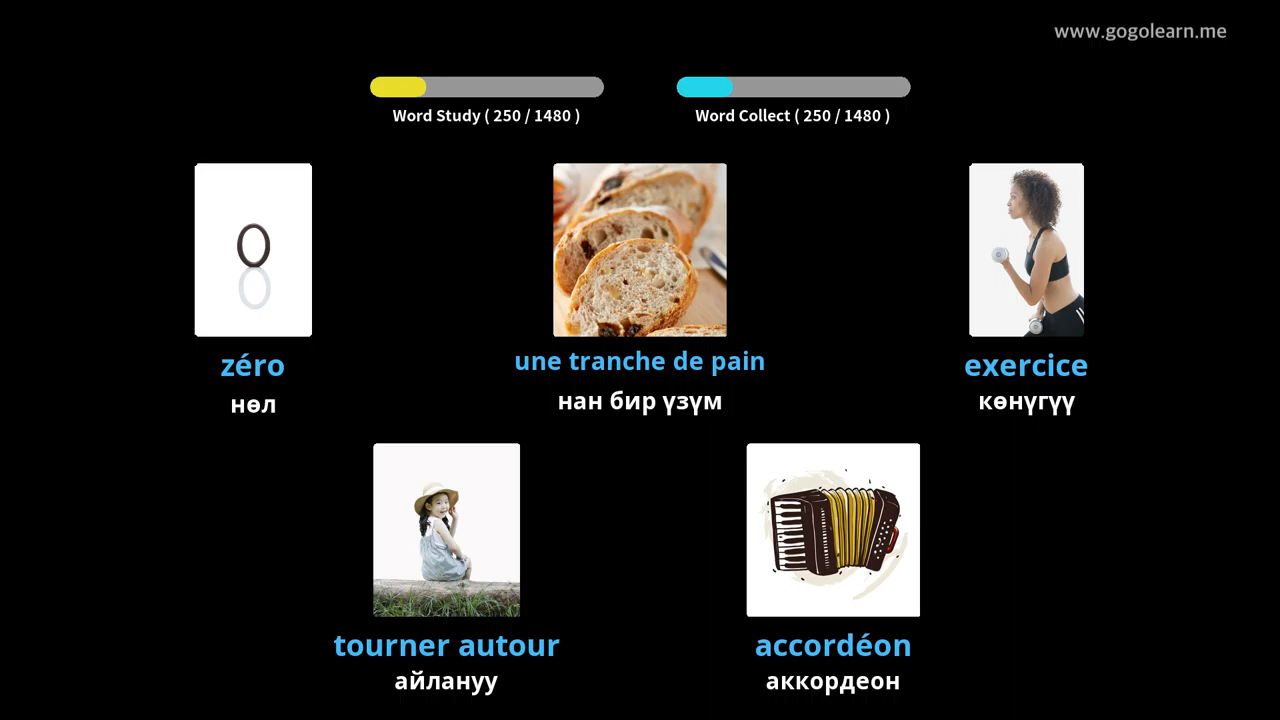 www.gogolearn.me
Word Study ( 250 / 1480 )
Word Collect ( 250 / 1480 )
zéro
нөл
une tranche de pain
нан бир үзүм
exercice
көнүгүү
tourner autour
айлануу
accordéon
аккордеон